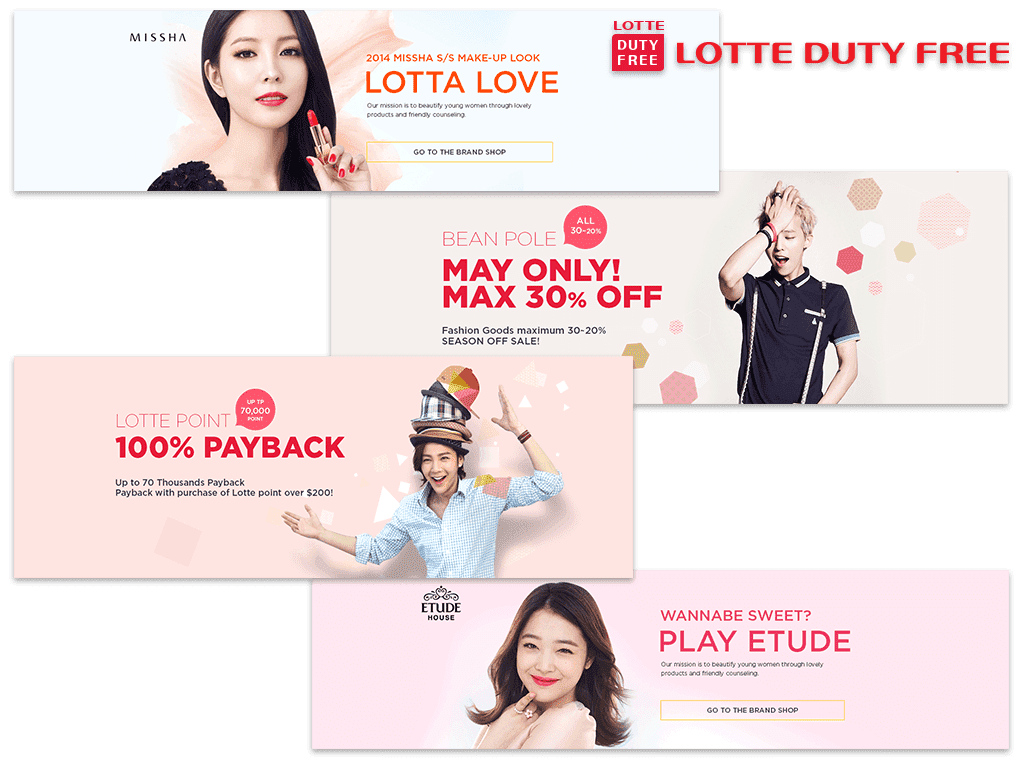 MISSHA
2014 MISSHA S/S MAKE-UP LOOK
LOTTA LOVE
Our mission is to beautify young women through lovely
products and friendly counseling.
GO TO THE BRAND SHOP
LOTTE
DUTY
FREE
LOTTE DUTY FREE
BEAN POLE
ALL
30~20%
MAY ONLY!
MAX 30% OFF
Fashion Goods maximum 30~20%
SEASON OFF SALE!
LOTTE POINT
UP TP
70,000
POINT
100% PAYBACK
Up to 70 Thousands Payback
Payback with purchase of Lotte point over $200!
ETUDE
HOUSE
WANNABE SWEET?
PLAY ETUDE
Our mission is to beautify young women through lovely
products and friendly counseling.
GO TO THE BRAND SHOP